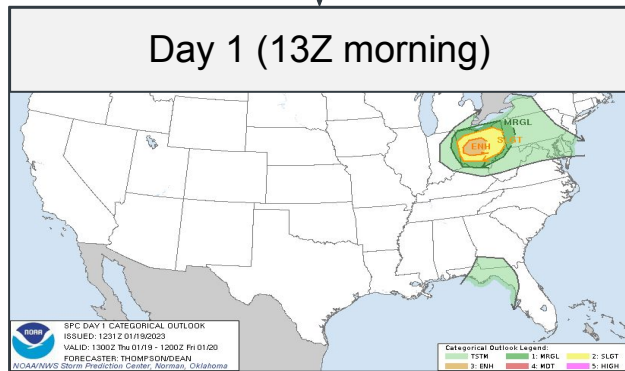 Day 1 (13Z morning)
MRGL
SLGT
ENH
noaa
SPC DAY 1 CATEGORICAL OUTLOOK
ISSUED: 1231Z 01/19/2023
VALID: 1300Z Thu 01/19 - 1200Z Fri 01/20
FORECASTER: THOMPSON/DEAN
NOAA/NWS Storm Prediction Center, Norman, Oklahoma
Categorical Outlook Legend:
TSTM 1: MRGL 2: SLGT
3: ENH 4: MDT 5: HIGH